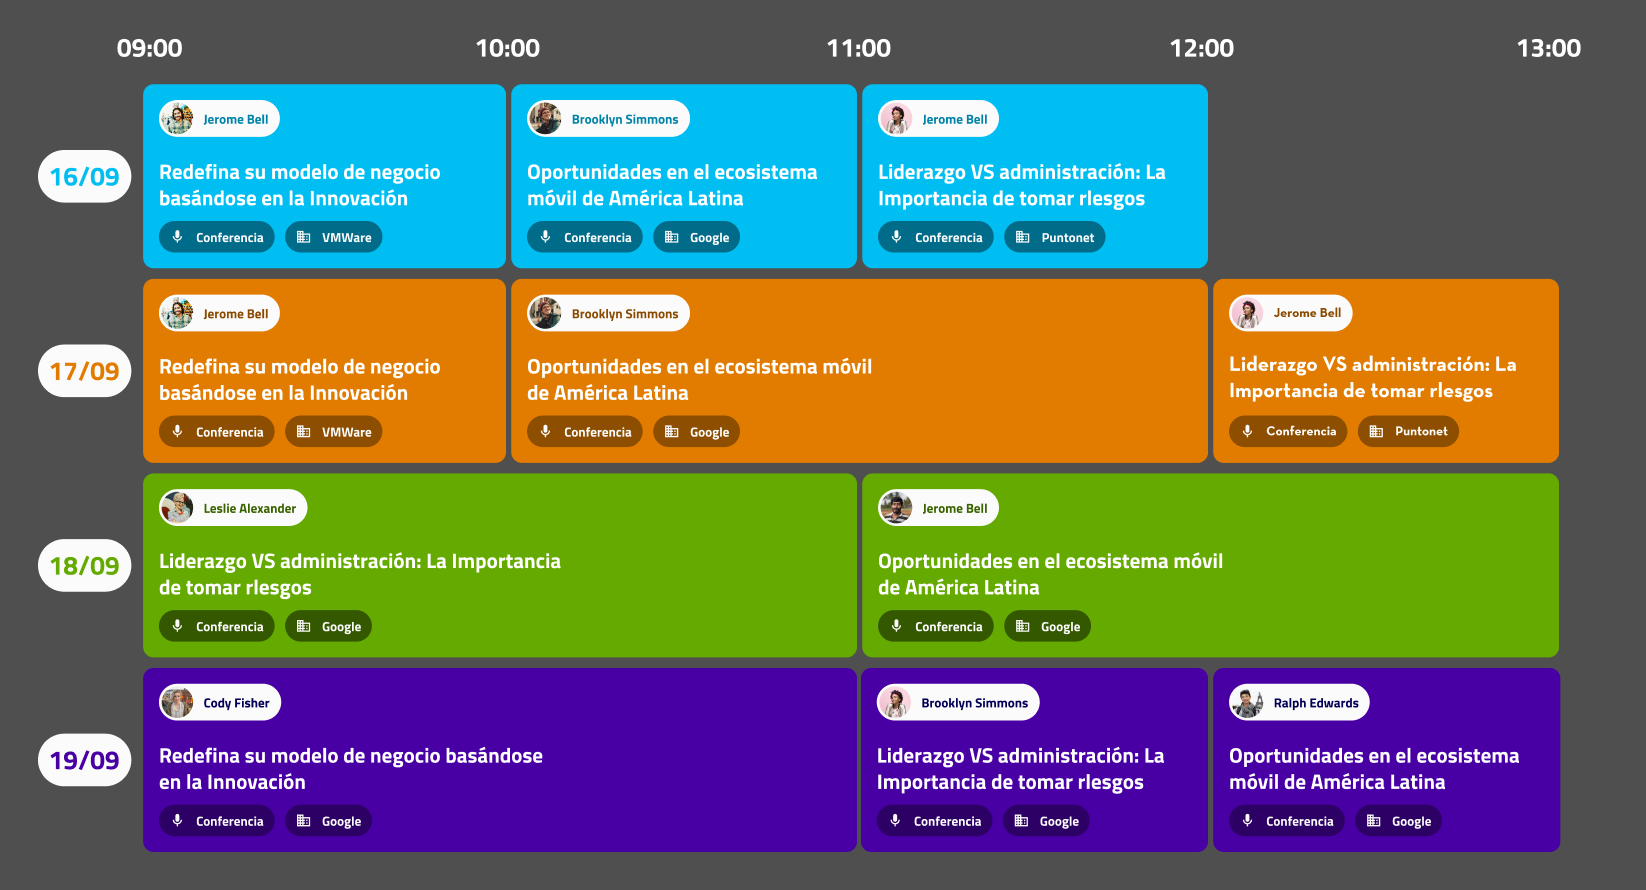 09:00 10:00 11:00 12:00 13:00
16/09
Jerome Bell
Redefina su modelo de negocio
basándose en la Innovación
Conferencia VMWare
Brooklyn Simmons
Oportunidades en el ecosistema
móvil de América Latina
Conferencia Google
Jerome Bell
Liderazgo VS administración: La
Importancia de tomar rlesgos
Conferencia Puntonet
17/09
Jerome Bell
Redefina su modelo de negocio
basándose en la Innovación
Conferencia VMWare
Brooklyn Simmons
Oportunidades en el ecosistema móvil
de América Latina
Conferencia Google
Jerome Bell
Liderazgo VS administración: La
Importancia de tomar rlesgos
Conferencia Puntonet
18/09
Leslie Alexander
Liderazgo VS administración: La Importancia
de tomar rlesgos
Conferencia Google
Jerome Bell
Oportunidades en el ecosistema móvil
de América Latina
Conferencia Google
19/09
Cody Fisher
Redefina su modelo de negocio basándose
en la Innovación
Conferencia Google
Brooklyn Simmons
Liderazgo VS administración: La
Importancia de tomar rlesgos
Conferencia Google
Ralph Edwards
Oportunidades en el ecosistema
móvil de América Latina
Conferencia Google